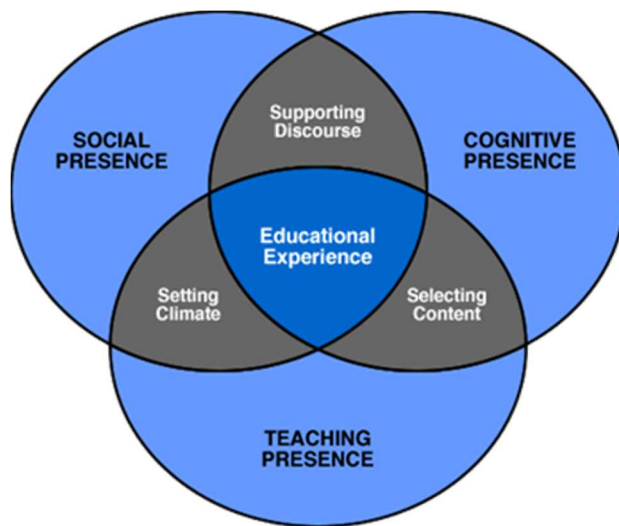 Supporting
Discourse
SOCIAL
PRESENCE
COGNITIVE
PRESENCE
Educational
Experience
Setting
Climate
Selecting
Content
TEACHING
PRESENCE